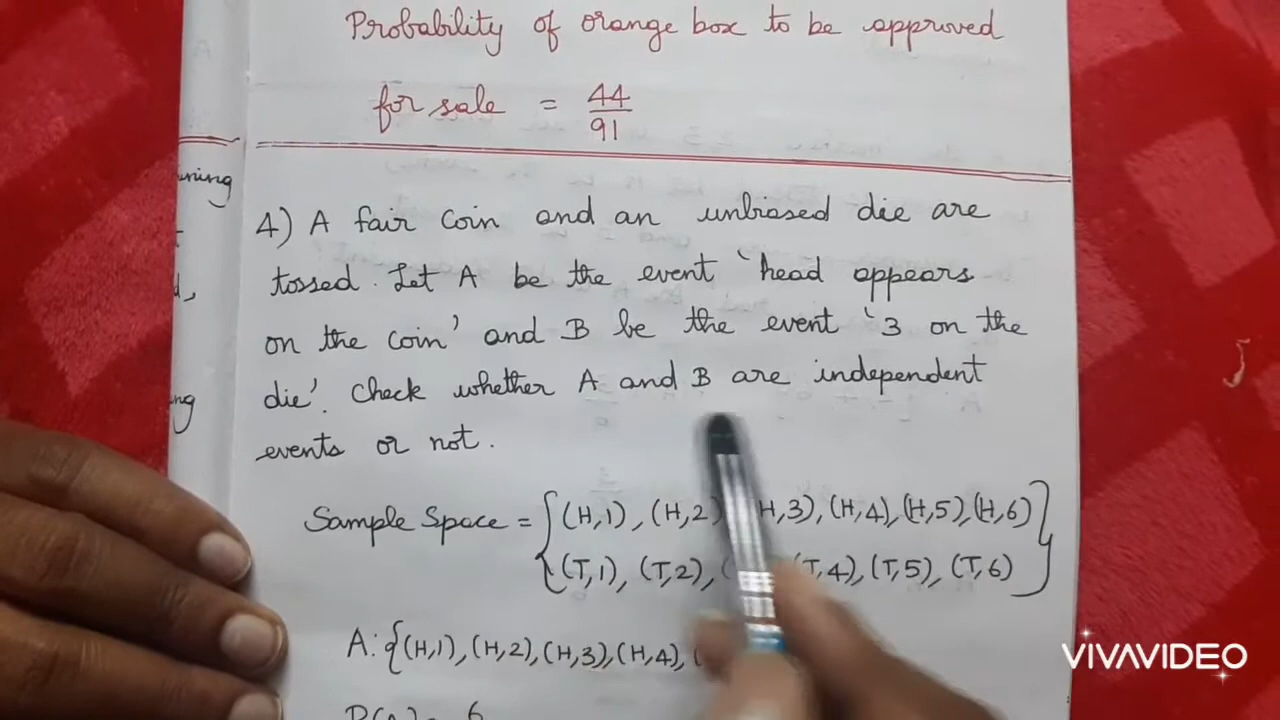 Probability of orange box to be approved
for sale = 44/91
ning
4) A fair coin and an unbiased die are
tossed. Let A be the event 'head appears
on the coin' and B be the event '3 on the
die'. Check whether A and B are independent
events or not.
Sample Space = {(H,1), (H,2) H,3), (H,4), (H,5), (H,6)
(T,1), (T,2), T,4), (T,5), (T,6)}
A: {(H,1), (H,2), (H,3), (H,4),
6
VIVAVIDEO